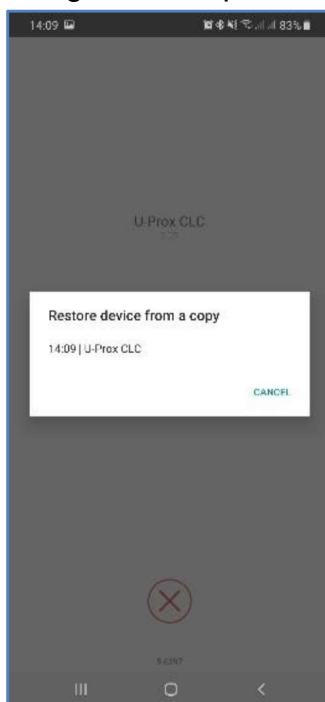 14:09 83%
U-Prox CLC
Restore device from a copy
14:09 | U-Prox CLC
CANCEL